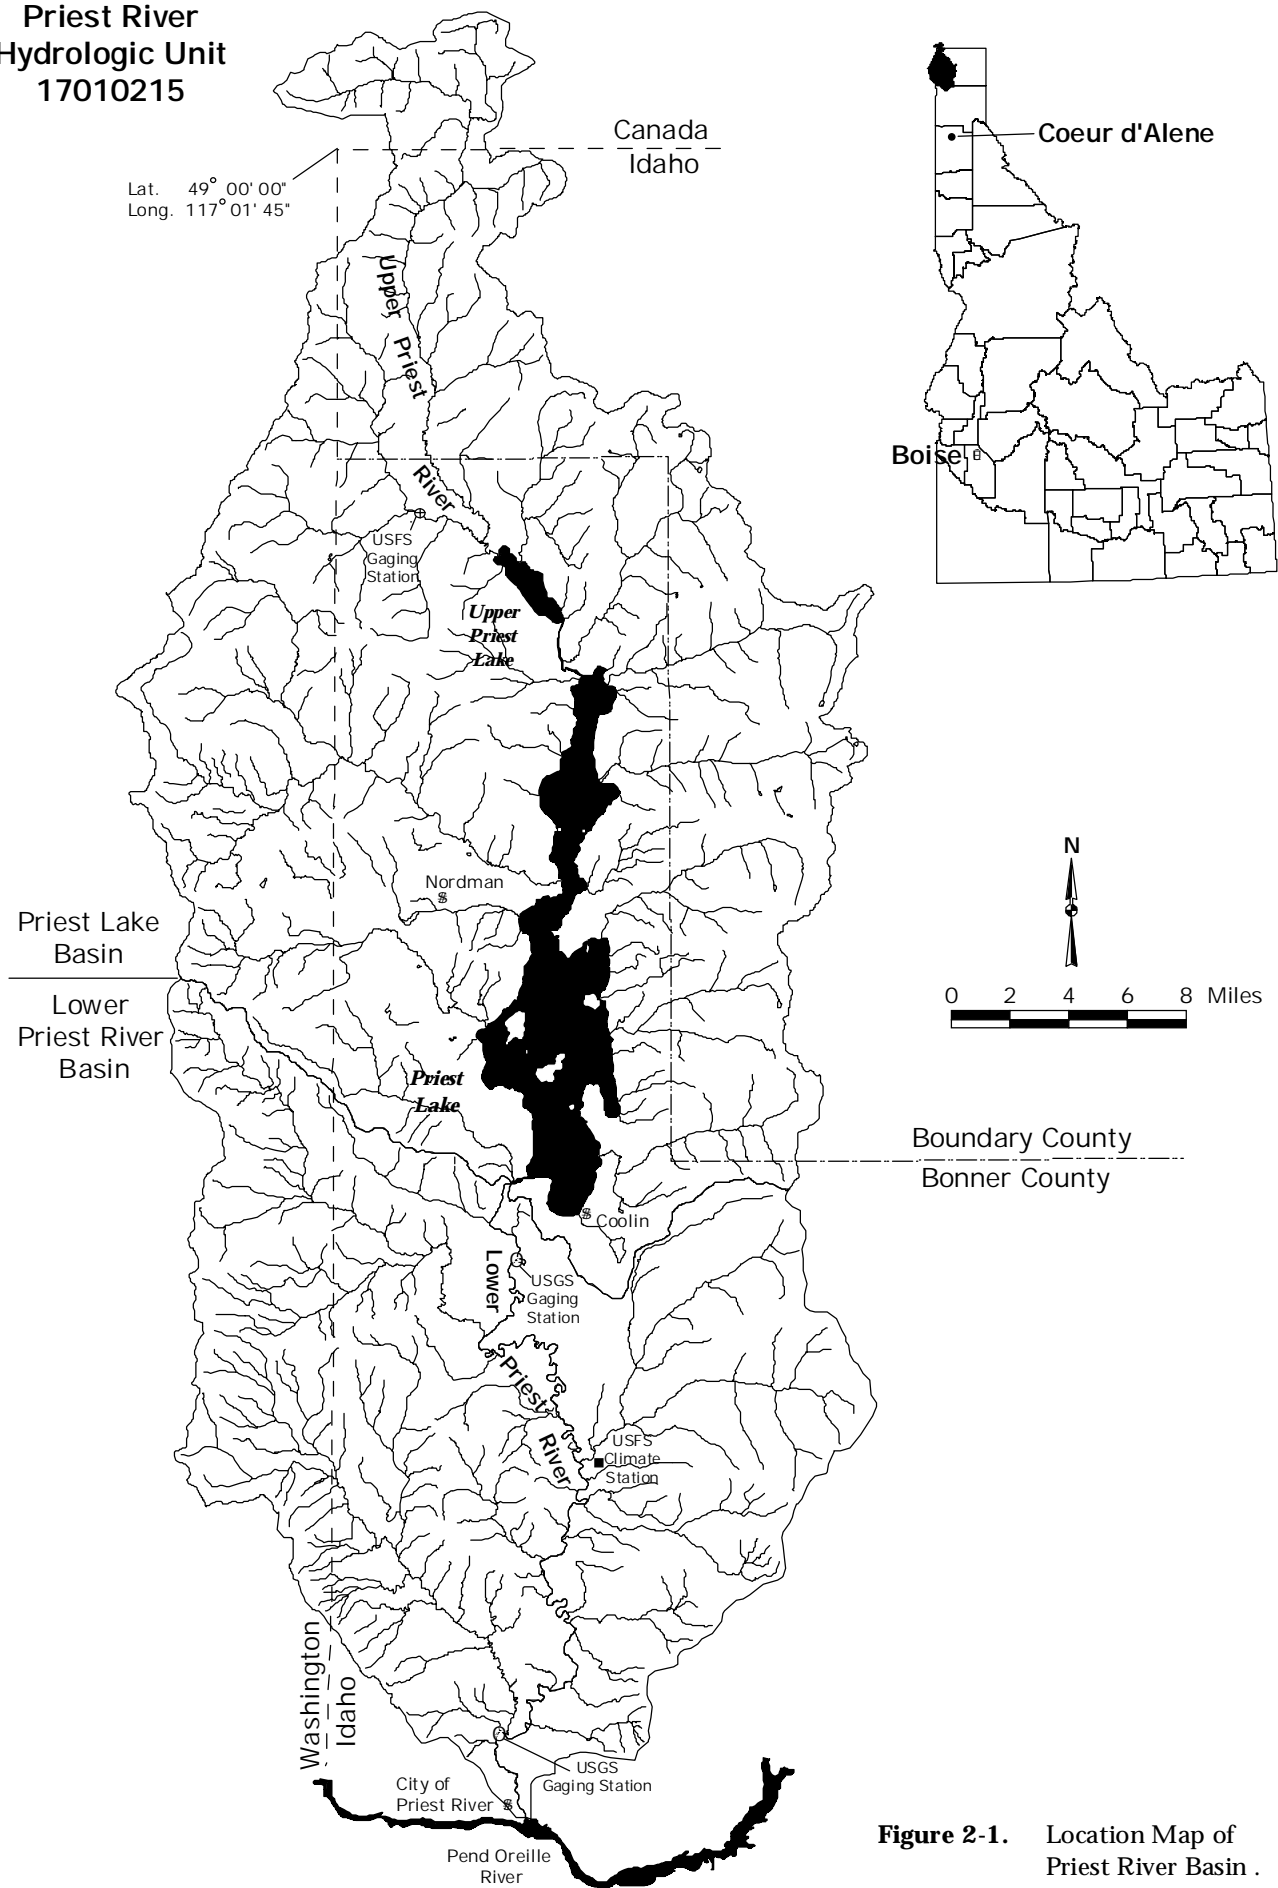 Priest River
Hydrologic Unit
17010215
Canada
Idaho
Lat. 49° 00' 00"
Long. 117° 01' 45"
Coeur d'Alene
Boise
Upper
Priest
River
USFS
Gaging
Station
Upper
Priest
Lake
Nordman
Priest Lake
Basin
Lower
Priest River
Basin
N
0 2 4 6 8 Miles
Priest
Lake
Boundary County
Bonner County
Coolin
Lower
Priest
River
USGS
Gaging
Station
USFS
Climate
Station
Washington
Idaho
USGS
Gaging Station
City of
Priest River
Pend Oreille
River
Figure 2-1. Location Map of
Priest River Basin .